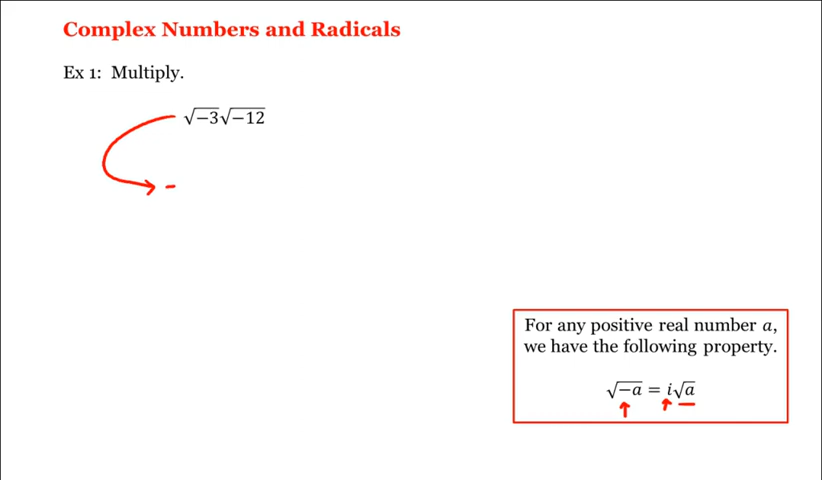 Complex Numbers and Radicals
Ex 1: Multiply.
√−3√−12
-
For any positive real number a,
we have the following property.
√−a = i√a